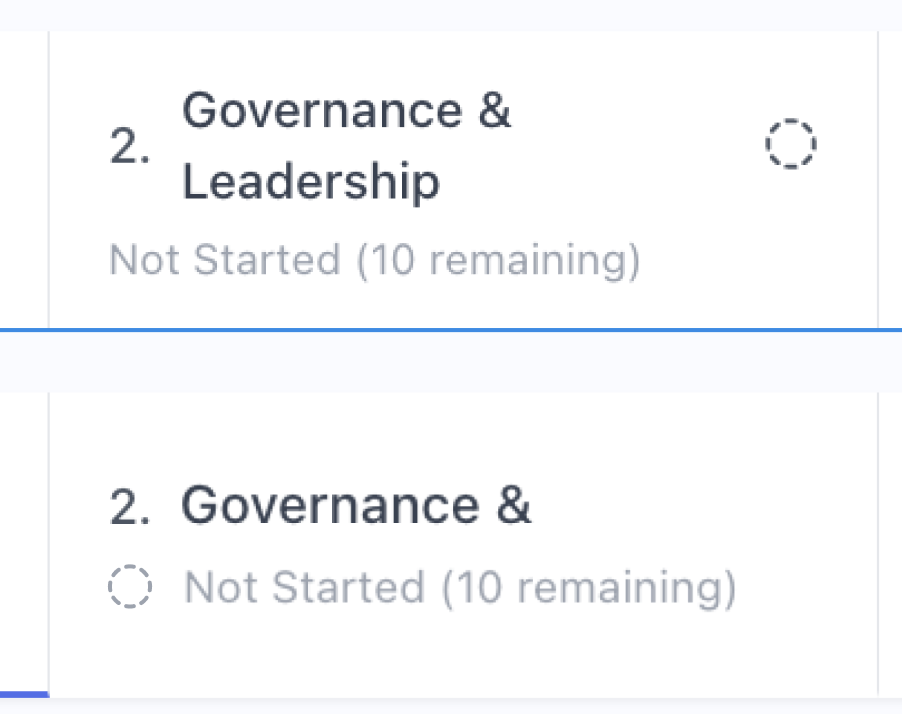 Governance &
2.
Leadership
Not Started (10 remaining)
2. Governance &
Not Started (10 remaining)